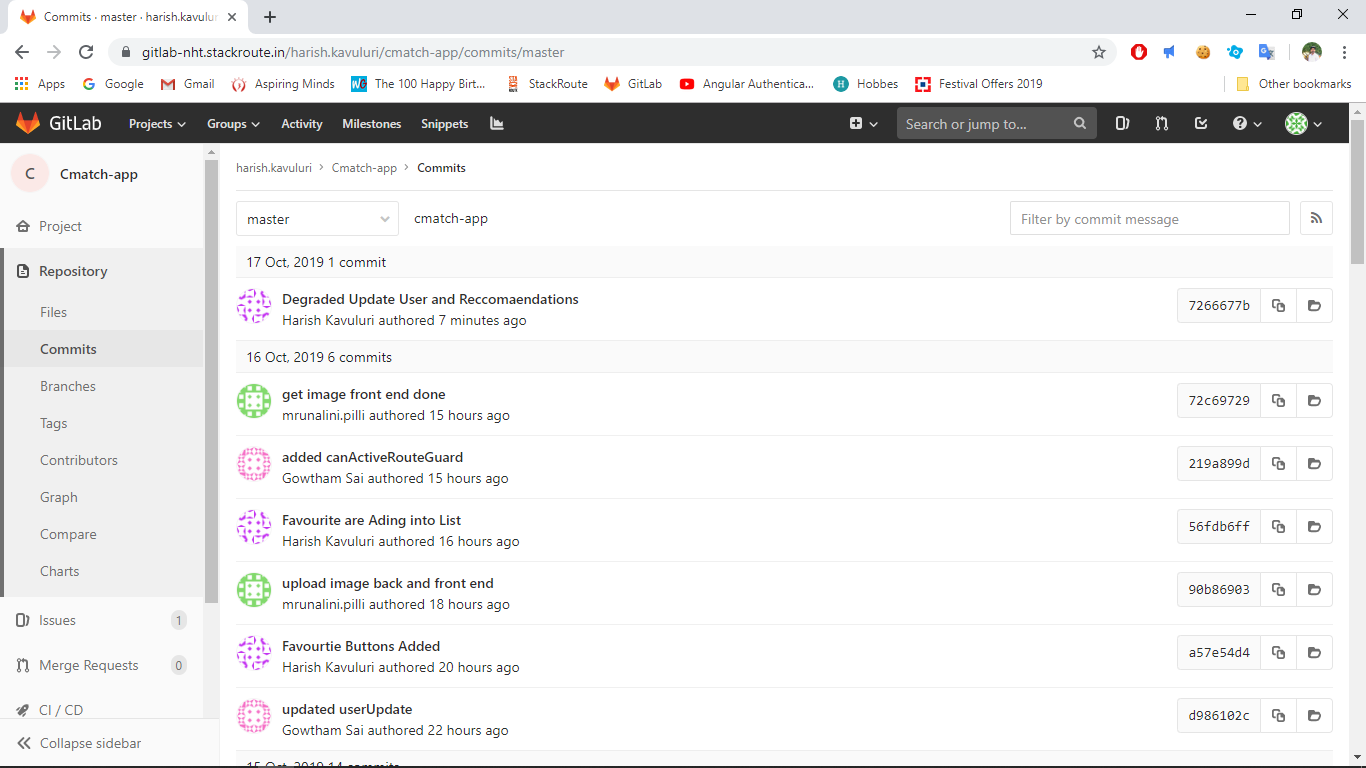 Commits · master · harish.kavulur
gitlab-nht.stackroute.in/harish.kavuluri/cmatch-app/commits/master
Apps Google Gmail Aspiring Minds The 100 Happy Birt... StackRoute GitLab Angular Authentica... Hobbes Festival Offers 2019 Other bookmarks
GitLab Projects Groups Activity Milestones Snippets Search or jump to...
C Cmatch-app
Project
Repository
Files
Commits
Branches
Tags
Contributors
Graph
Compare
Charts
Issues 1
Merge Requests 0
CI / CD
Collapse sidebar
harish.kavuluri > Cmatch-app > Commits
master cmatch-app Filter by commit message
17 Oct, 2019 1 commit
Degraded Update User and Reccomaendations
Harish Kavuluri authored 7 minutes ago
7266677b
16 Oct, 2019 6 commits
get image front end done
mrunalini.pilli authored 15 hours ago
72c69729
added canActiveRouteGuard
Gowtham Sai authored 15 hours ago
219a899d
Favourite are Ading into List
Harish Kavuluri authored 16 hours ago
56fdb6ff
upload image back and front end
mrunalini.pilli authored 18 hours ago
90b86903
Favourtie Buttons Added
Harish Kavuluri authored 20 hours ago
a57e54d4
updated userUpdate
Gowtham Sai authored 22 hours ago
d986102c
15 Oct, 2019 14 commits